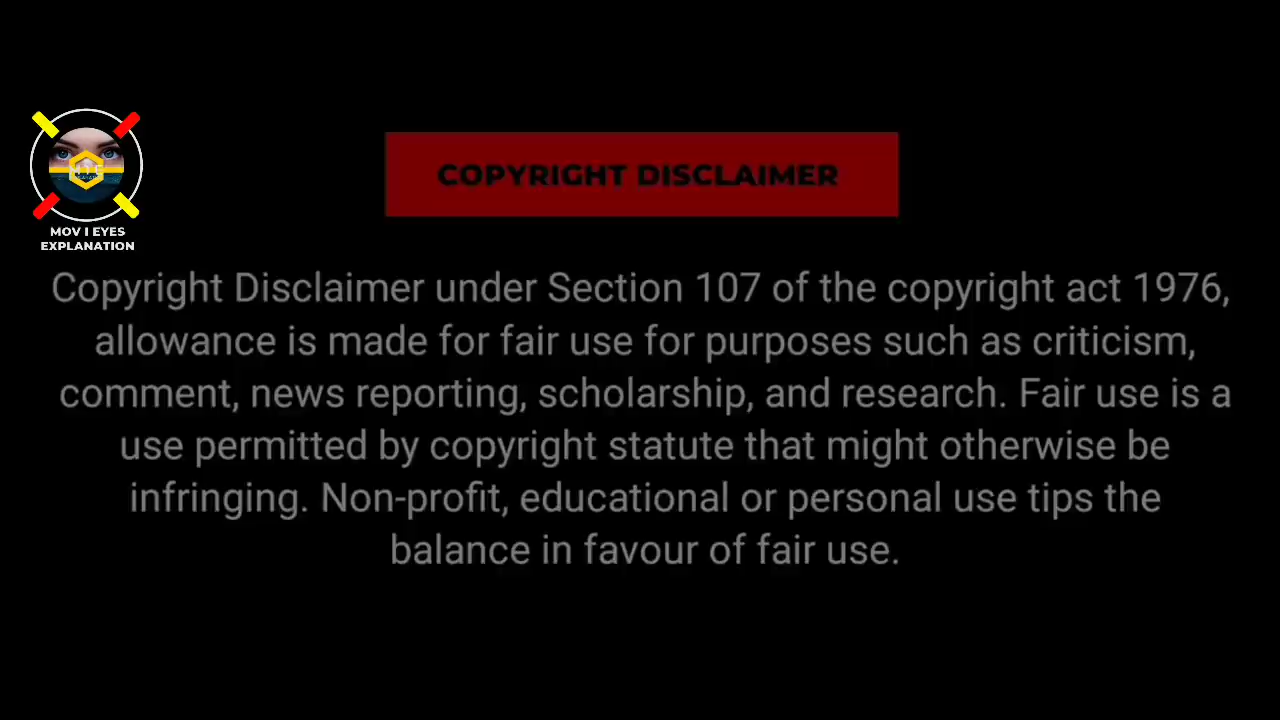 COPYRIGHT DISCLAIMER
MOV I EYES
EXPLANATION
Copyright Disclaimer under Section 107 of the copyright act 1976,
allowance is made for fair use for purposes such as criticism,
comment, news reporting, scholarship, and research. Fair use is a
use permitted by copyright statute that might otherwise be
infringing. Non-profit, educational or personal use tips the
balance in favour of fair use.